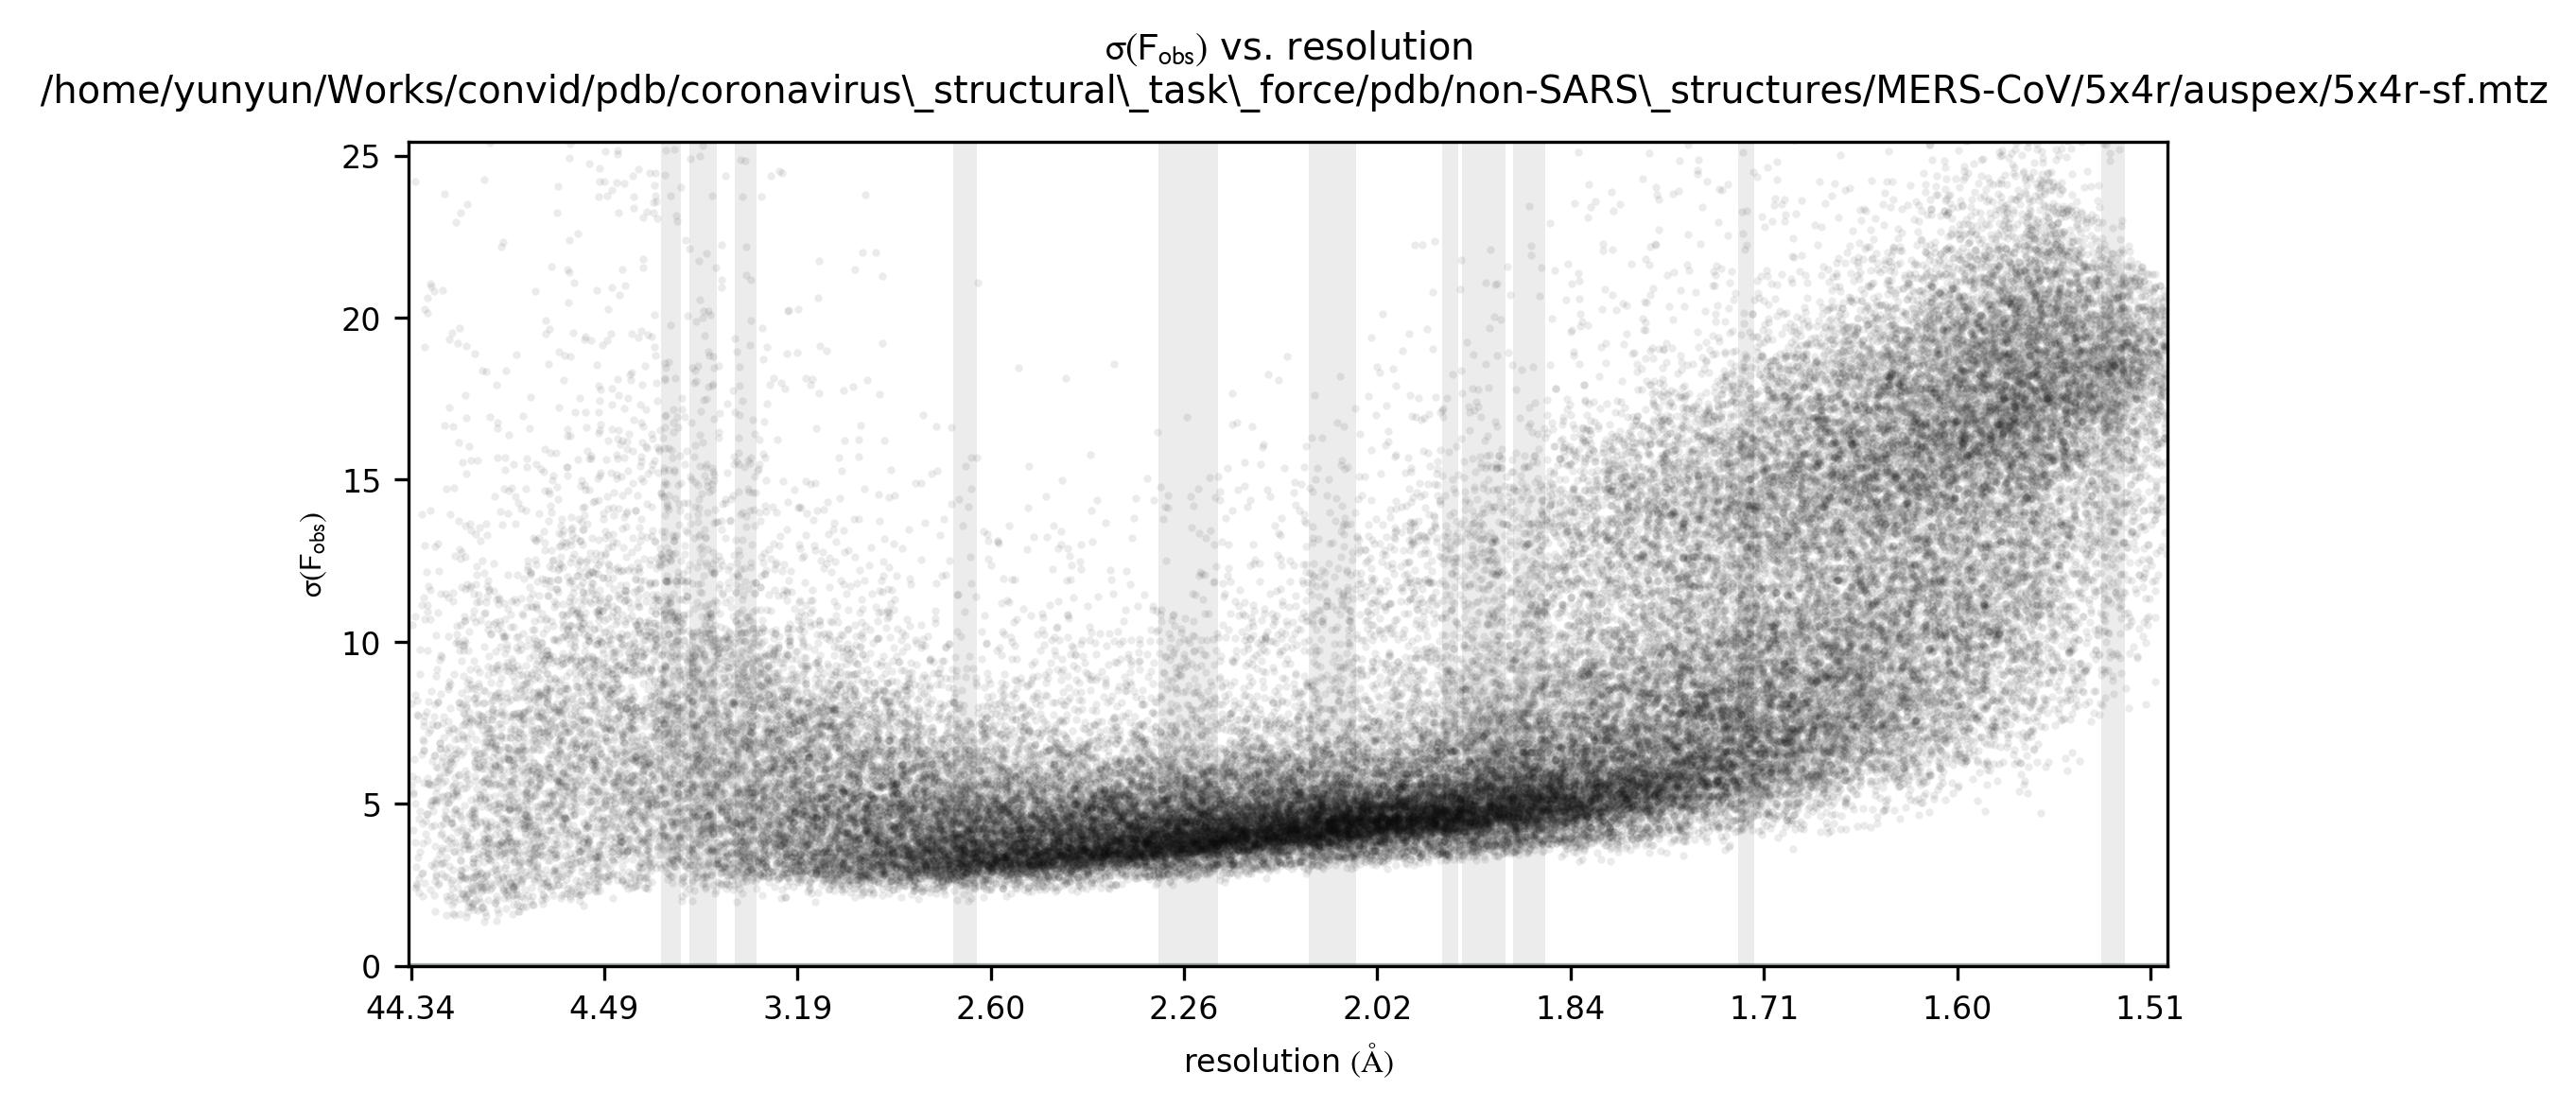 σ(Fobs) vs. resolution
/home/yunyun/Works/convid/pdb/coronavirus\_structural\_task\_force/pdb/non-SARS\_structures/MERS-CoV/5x4r/auspex/5x4r-sf.mtz
25
20
15
10
5
0
σ(Fobs)
44.34 4.49 3.19 2.60 2.26 2.02 1.84 1.71 1.60 1.51
resolution (Å)